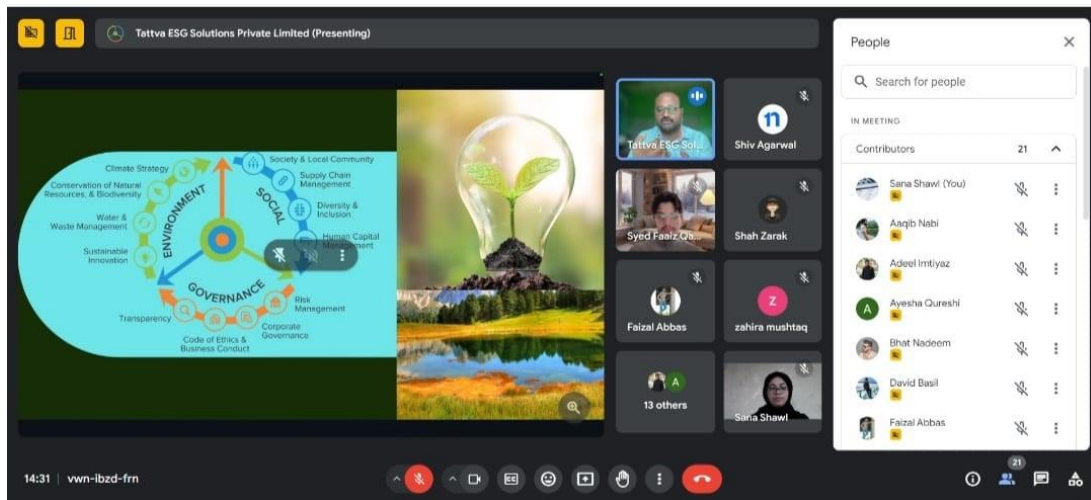 Tattva ESG Solutions Private Limited (Presenting)
Climate Strategy
Conservation of Natural
Resources, & Biodiversity
Water &
Waste Management
Sustainable
Innovation
ENVIRONMENT
Society & Local Community
Supply Chain
Management
Diversity &
Inclusion
Human Capital
Management
SOCIAL
GOVERNANCE
Risk
Management
Corporate
Governance
Code of Ethics &
Business Conduct
Transparency
Tattva ESG Sol...
n
Shiv Agarwal
Syed Faaiz Qa...
Shah Zarak
Faizal Abbas
Z
zahira mushtaq
A
13 others
Sana Shawl
People
Search for people
IN MEETING
Contributors 21
Sana Shawl (You)
Aaqib Nabi
Adeel Imtiyaz
A
Ayesha Qureshi
Bhat Nadeem
David Basil
Faizal Abbas
14:31 | vwn-ibzd-frn
21